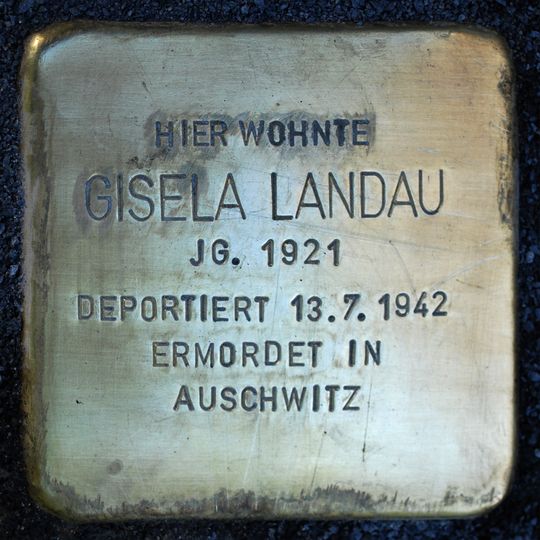 HIER WOHNTE
GISELA LANDAU
JG. 1921
DEPORTIERT 13.7.1942
ERMORDET IN
AUSCHWITZ